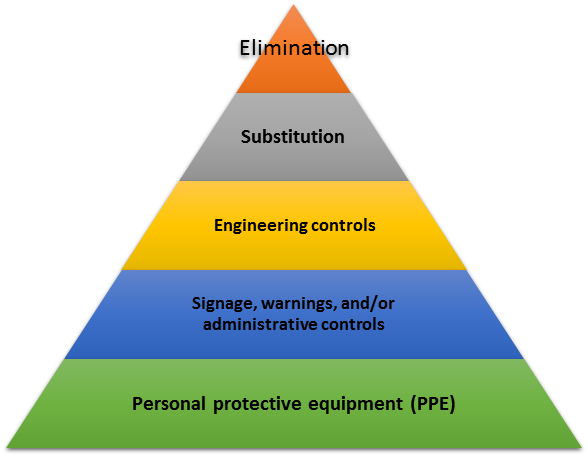 Elimination
Substitution
Engineering controls
Signage, warnings, and/or
administrative controls
Personal protective equipment (PPE)